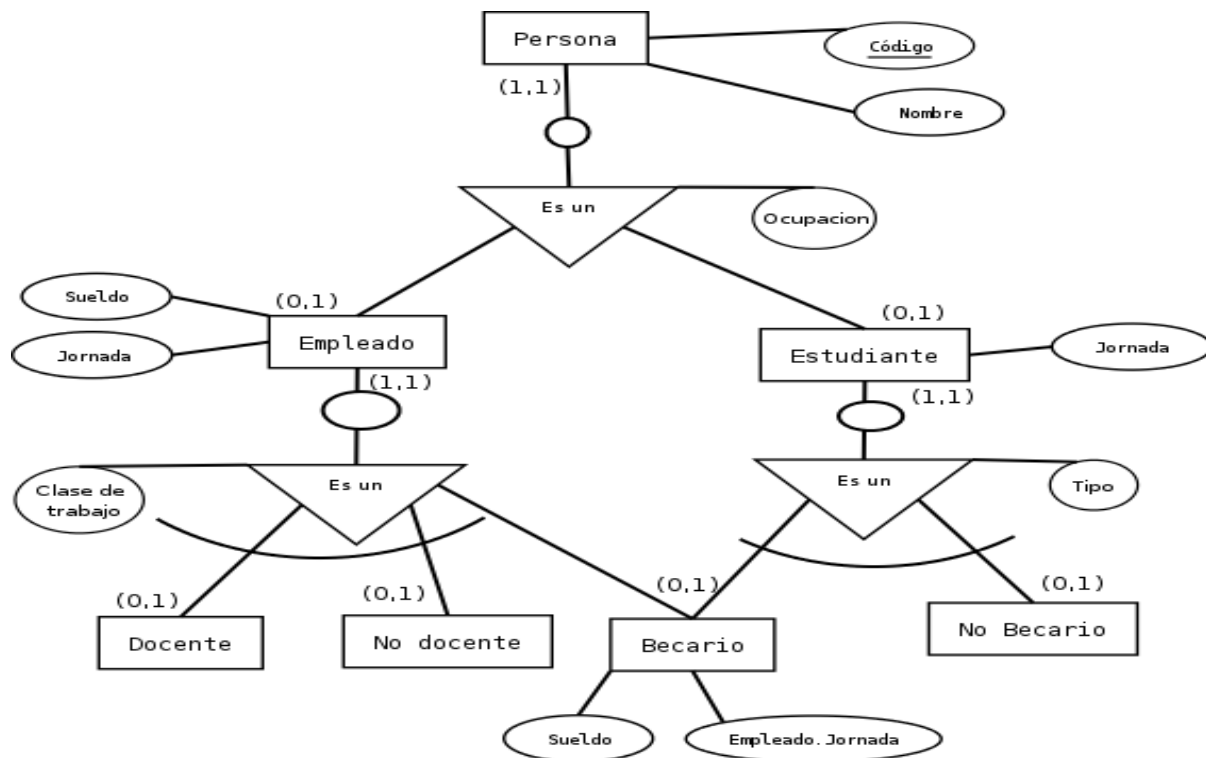 Persona
Código
(1,1)
Nombre
Es un
Ocupacion
Sueldo
(0,1)
(0,1)
Empleado
Estudiante
Jornada
Jornada
(1,1)
(1,1)
Clase de
trabajo
Es un
Es un
Tipo
(0,1)
(0,1)
(0,1)
(0,1)
Docente
No docente
Becario
No Becario
Sueldo
Empleado.Jornada